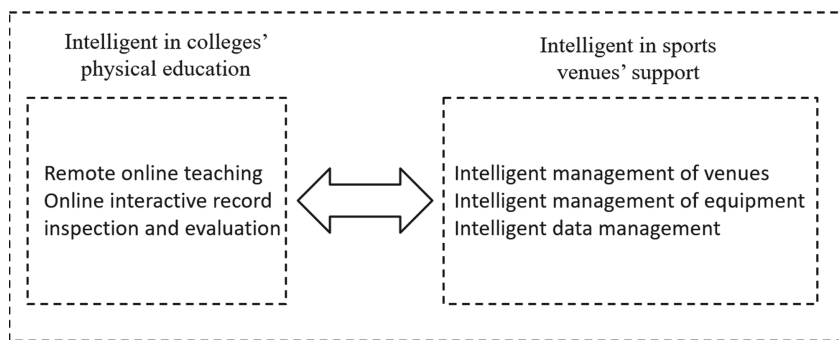 Intelligent in colleges’
physical education
Remote online teaching
Online interactive record
inspection and evaluation
Intelligent in sports
venues’ support
Intelligent management of venues
Intelligent management of equipment
Intelligent data management